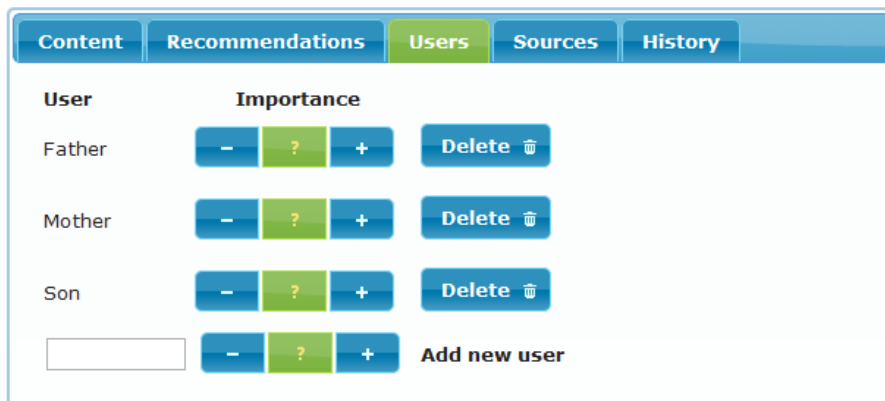 Content Recommendations Users Sources History
User Importance
Father − ? + Delete
Mother − ? + Delete
Son − ? + Delete
− ? + Add new user